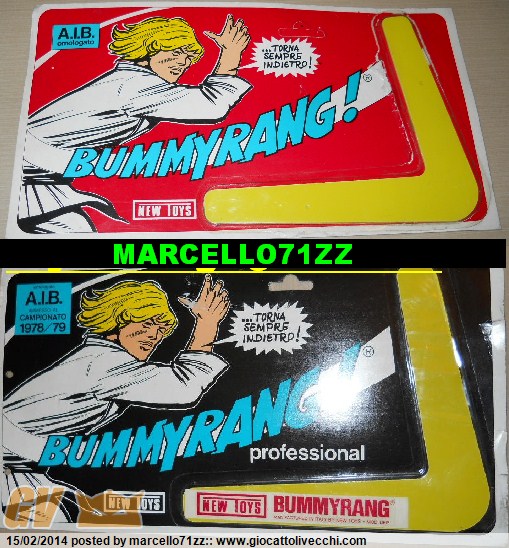 A.I.B.
omologato
...TORNA
SEMPRE
INDIETRO!
BUMMYRANG!®
NEW TOYS
MARCELLO71ZZ
A.I.B.
CAMPIONATO
1978/79
...TORNA
SEMPRE
INDIETRO!
BUMMYRANG!®
professional
NEW TOYS
NEW TOYS
BUMMYRANG
15/02/2014 posted by marcello71zz:: www.giocattolivecchi.com